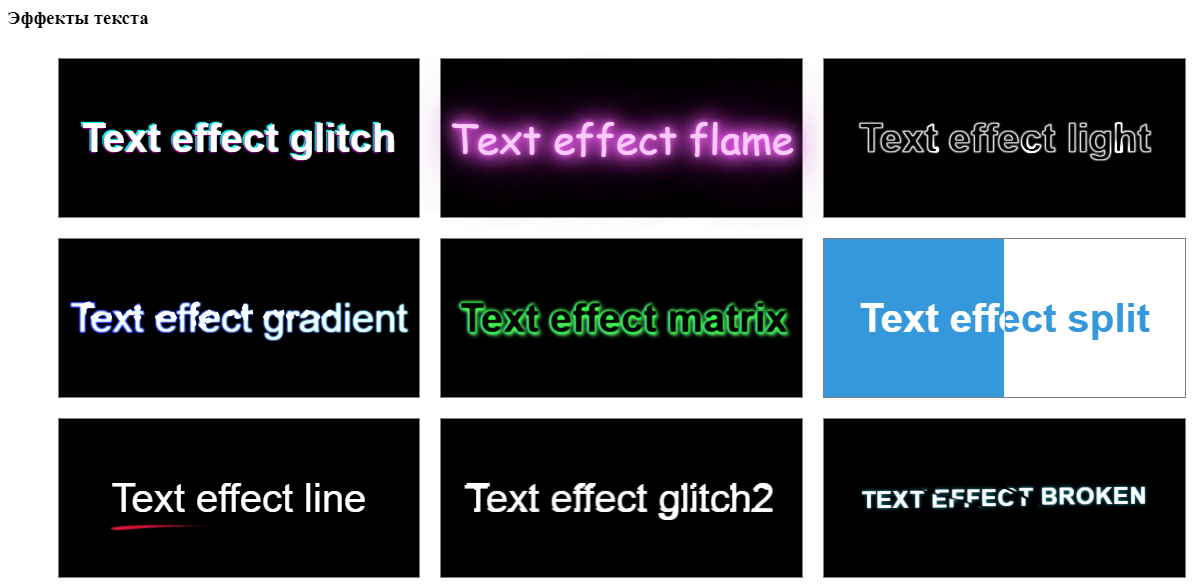 Эффекты текста
Text effect glitch
Text effect flame
Text effect light
Text effect gradient
Text effect matrix
Text effect split
Text effect line
Text effect glitch2
TEXT EFFECT BROKEN